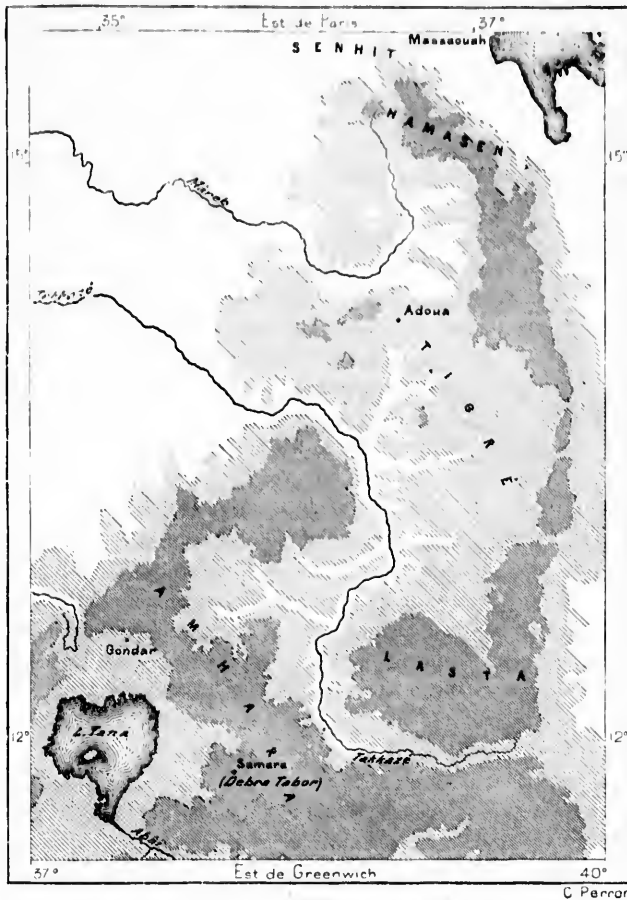 35° Est de Paris 37°
SENHIT
Massaouah
HAMASEN
15° 15°
Mareb
Takkazé
Adoua
TIGRÉ
AMHARA
Gondar
LASTA
L. Tana
12° 12°
Takkazé
Samara
(Debra Tabor)
Abaï
37° Est de Greenwich 40°
C Perron